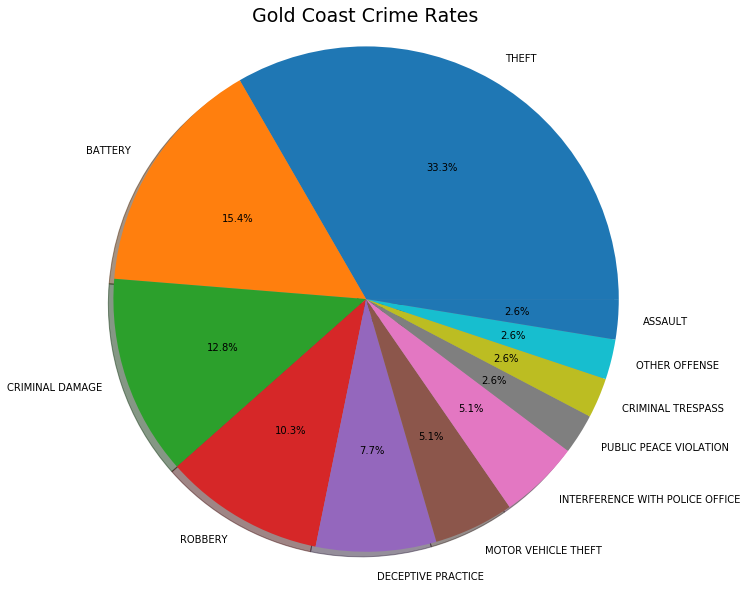 Gold Coast Crime Rates
THEFT
33.3%
BATTERY
15.4%
CRIMINAL DAMAGE
12.8%
ROBBERY
10.3%
DECEPTIVE PRACTICE
7.7%
MOTOR VEHICLE THEFT
5.1%
INTERFERENCE WITH POLICE OFFICE
5.1%
PUBLIC PEACE VIOLATION
2.6%
CRIMINAL TRESPASS
2.6%
OTHER OFFENSE
2.6%
ASSAULT
2.6%